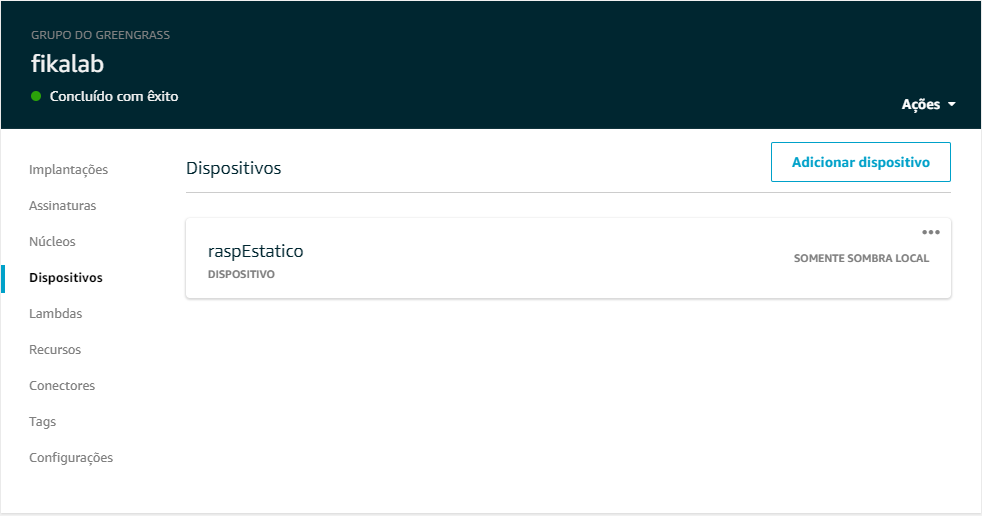 GRUPO DO GREENGRASS
fikalab
Concluído com êxito
Ações
Implantações
Assinaturas
Núcleos
Dispositivos
Lambdas
Recursos
Conectores
Tags
Configurações
Dispositivos
Adicionar dispositivo
raspEstatico
DISPOSITIVO
SOMENTE SOMBRA LOCAL